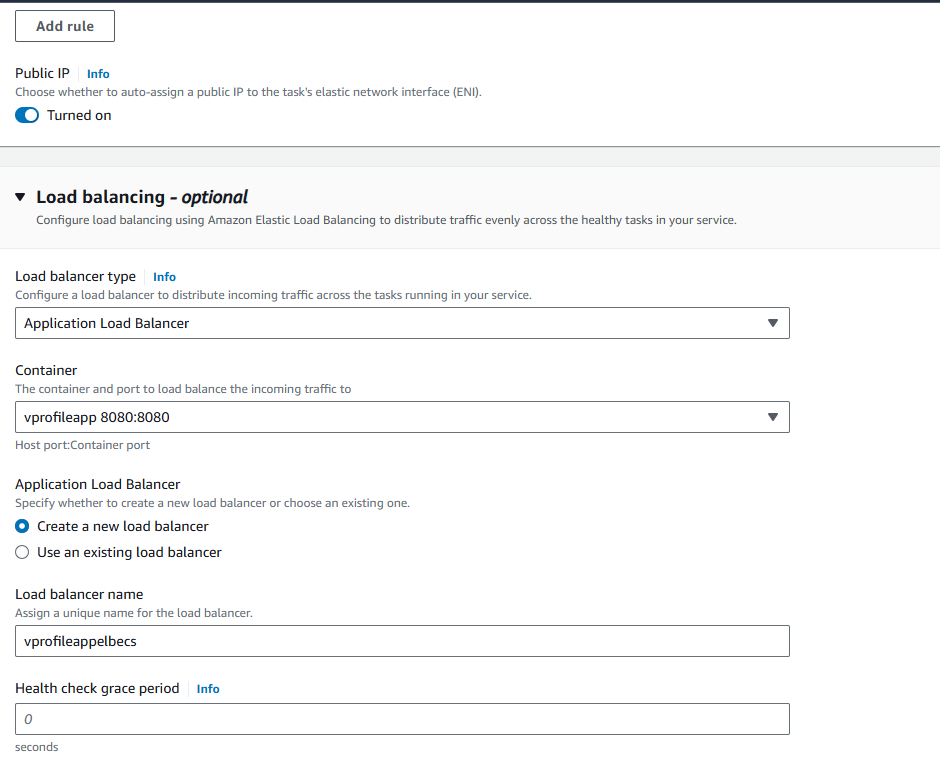 Add rule
Public IP Info
Choose whether to auto-assign a public IP to the task's elastic network interface (ENI).
Turned on
Load balancing - optional
Configure load balancing using Amazon Elastic Load Balancing to distribute traffic evenly across the healthy tasks in your service.
Load balancer type Info
Configure a load balancer to distribute incoming traffic across the tasks running in your service.
Application Load Balancer
Container
The container and port to load balance the incoming traffic to
vprofileapp 8080:8080
Host port:Container port
Application Load Balancer
Specify whether to create a new load balancer or choose an existing one.
Create a new load balancer
Use an existing load balancer
Load balancer name
Assign a unique name for the load balancer.
vprofileappelbecs
Health check grace period Info
0
seconds